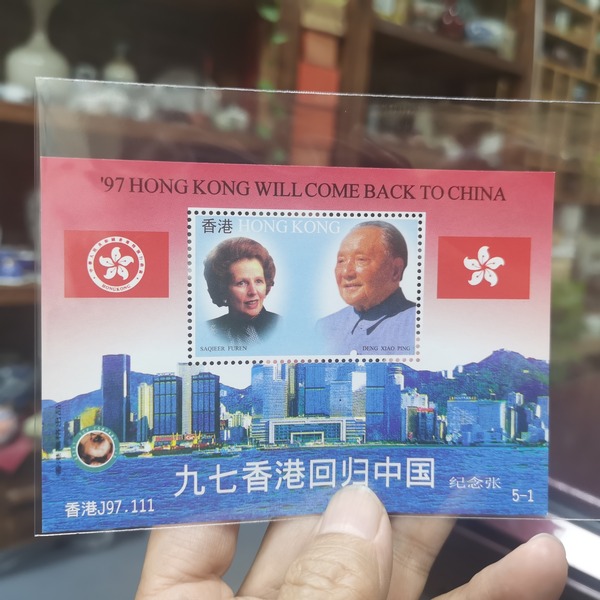 '97 HONG KONG WILL COME BACK TO CHINA
香港 HONG KONG
HONGKONG
SAQIEER FUREN
DENG XIAO PING
九七香港回归中国
纪念张
香港J97.111
5-1